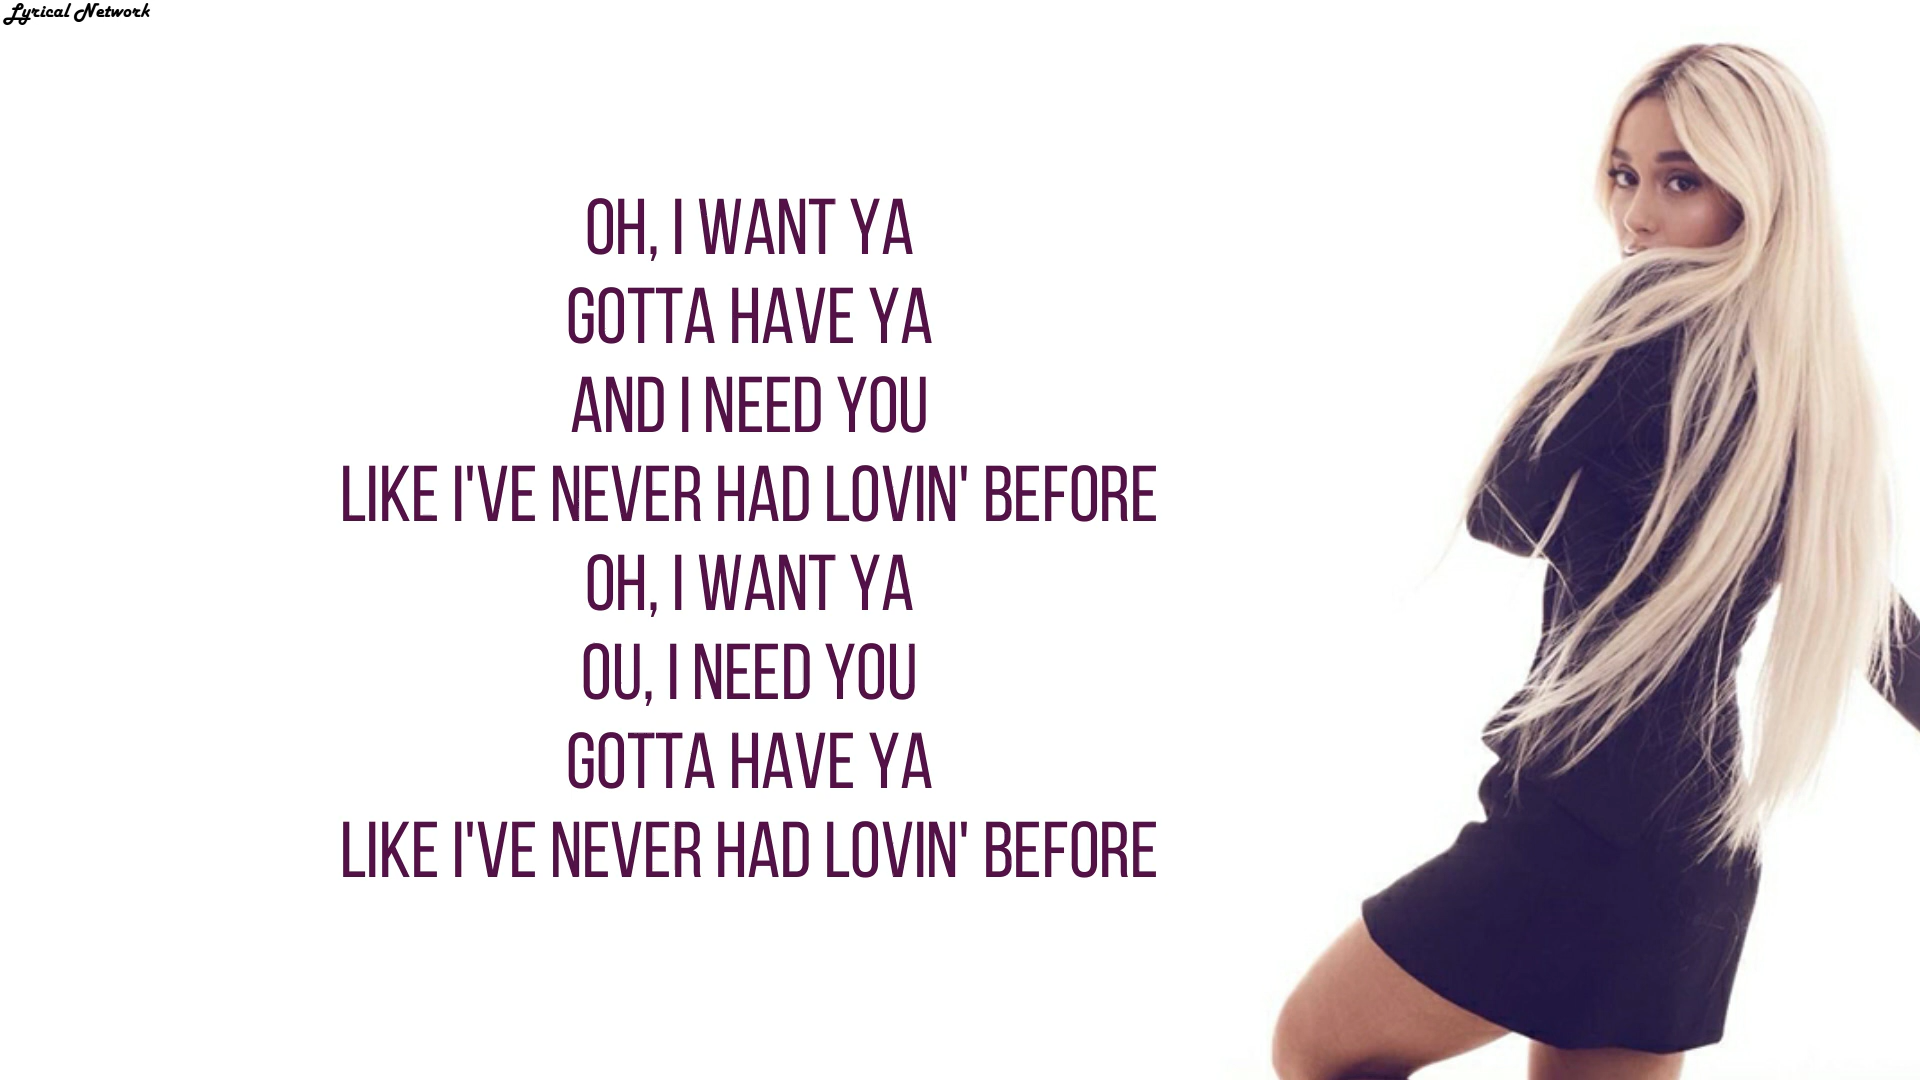 Lyrical Network
OH, I WANT YA
GOTTA HAVE YA
AND I NEED YOU
LIKE I'VE NEVER HAD LOVIN' BEFORE
OH, I WANT YA
OU, I NEED YOU
GOTTA HAVE YA
LIKE I'VE NEVER HAD LOVIN' BEFORE